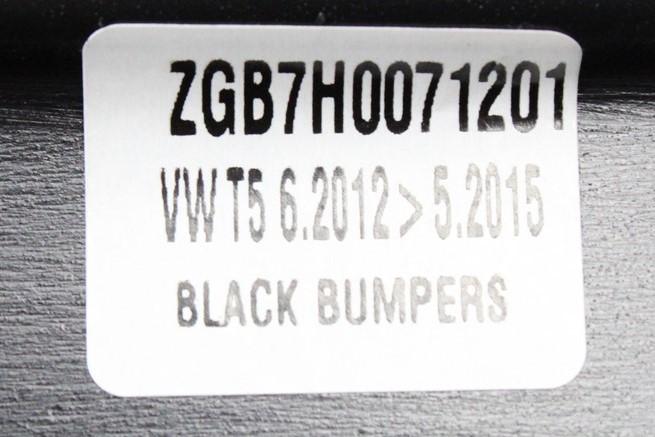 ZGB7H0071201
VW T5 6.2012 > 5.2015
BLACK BUMPERS